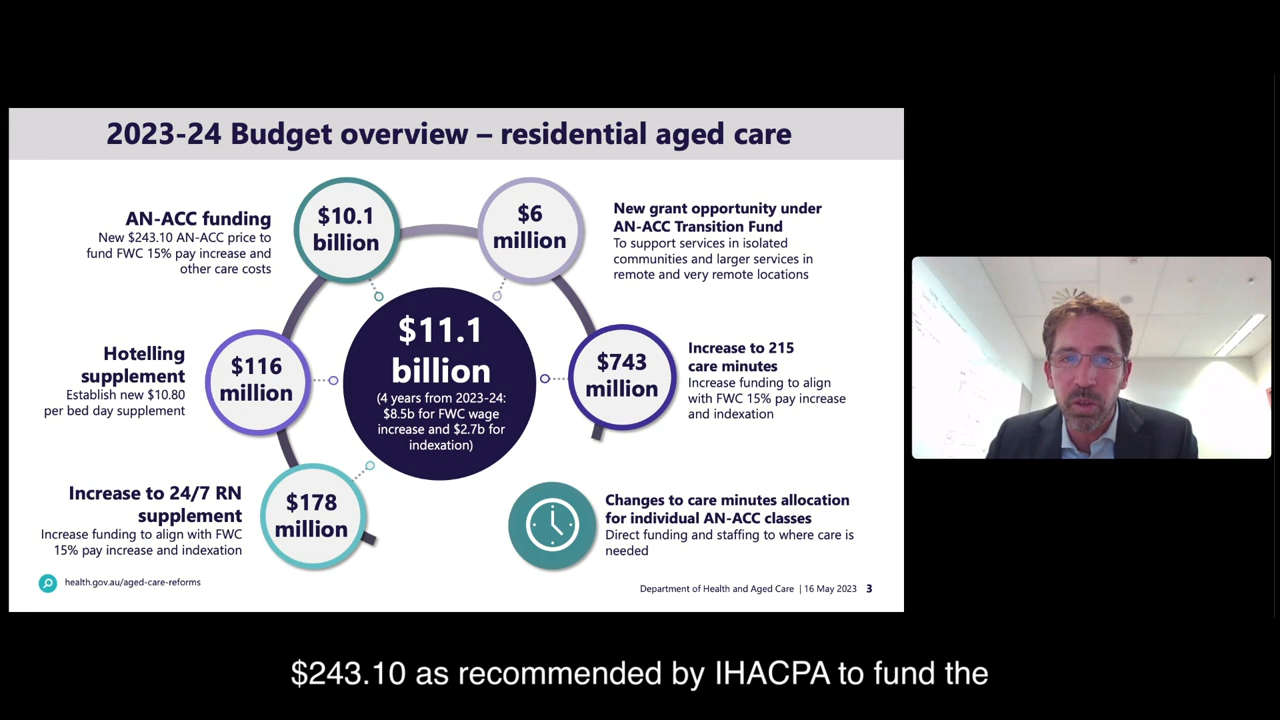 2023-24 Budget overview – residential aged care
AN-ACC funding
New $243.10 AN-ACC price to
fund FWC 15% pay increase and
other care costs
$10.1
billion
$6
million
New grant opportunity under
AN-ACC Transition Fund
To support services in isolated
communities and larger services in
remote and very remote locations
Hotelling
supplement
Establish new $10.80
per bed day supplement
$116
million
$11.1
billion
(4 years from 2023-24:
$8.5b for FWC wage
increase and $2.7b for
indexation)
$743
million
Increase to 215
care minutes
Increase funding to align
with FWC 15% pay increase
and indexation
Increase to 24/7 RN
supplement
Increase funding to align with FWC
15% pay increase and indexation
$178
million
Changes to care minutes allocation
for individual AN-ACC classes
Direct funding and staffing to where care is
needed
health.gov.au/aged-care-reforms
Department of Health and Aged Care | 16 May 2023 3
$243.10 as recommended by IHACPA to fund the